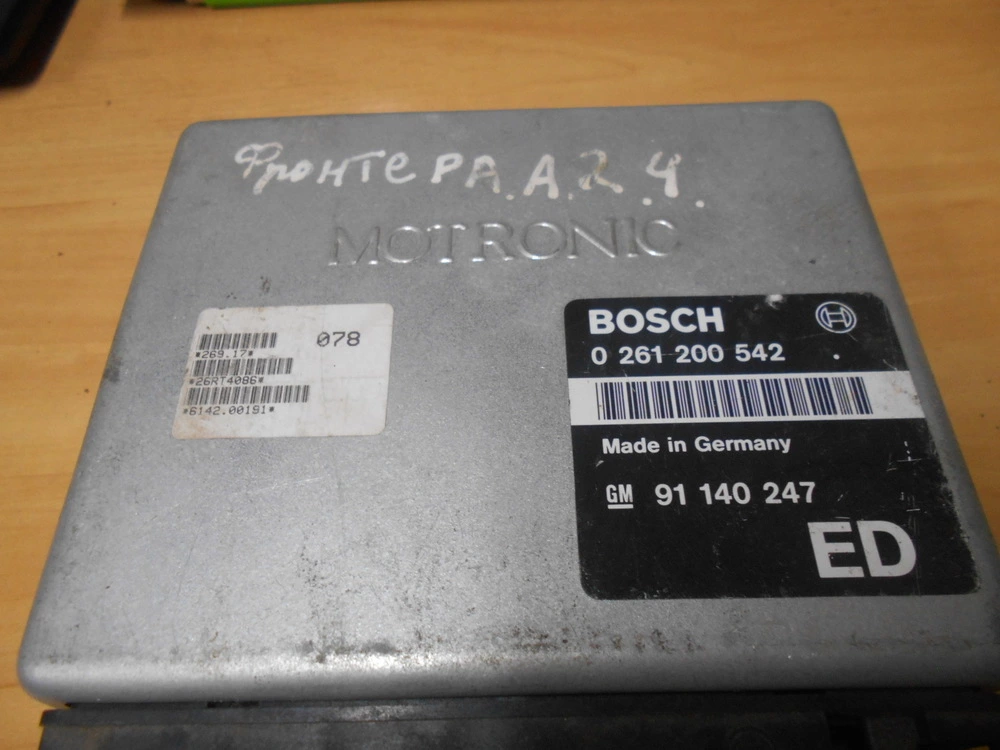 Фронтера.А.2.4.
MOTRONIC
078
*269.17*
*26RT4086*
*6142.00191*
BOSCH
0 261 200 542
Made in Germany
GM 91 140 247
ED